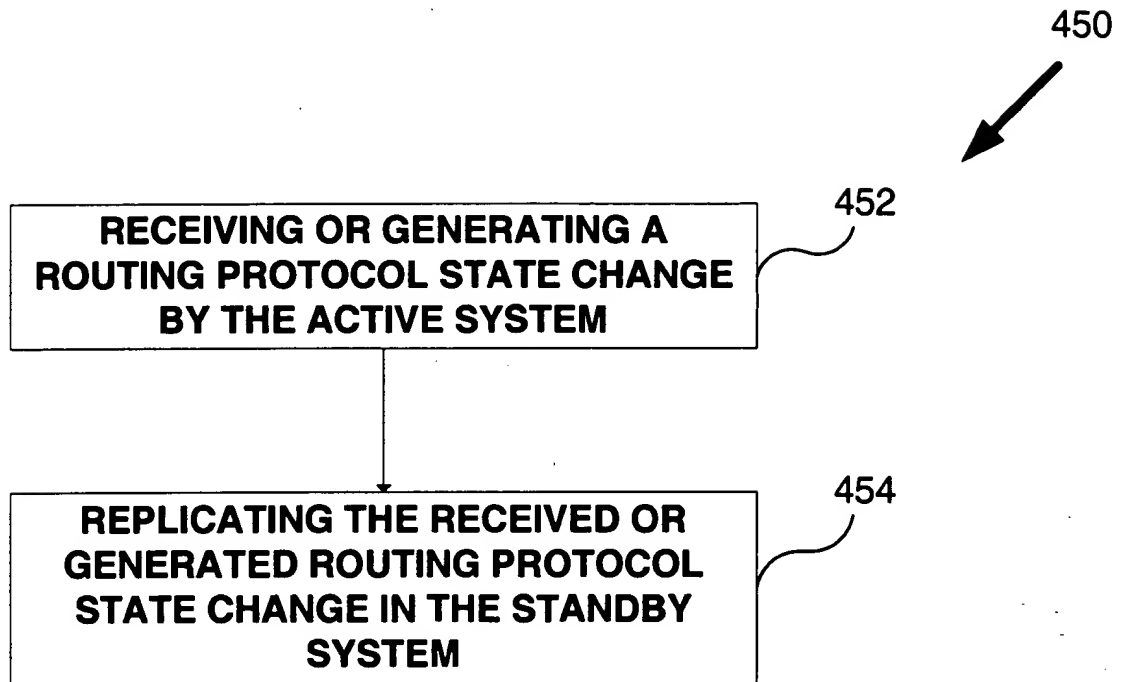 450
452
RECEIVING OR GENERATING A
ROUTING PROTOCOL STATE CHANGE
BY THE ACTIVE SYSTEM
454
REPLICATING THE RECEIVED OR
GENERATED ROUTING PROTOCOL
STATE CHANGE IN THE STANDBY
SYSTEM